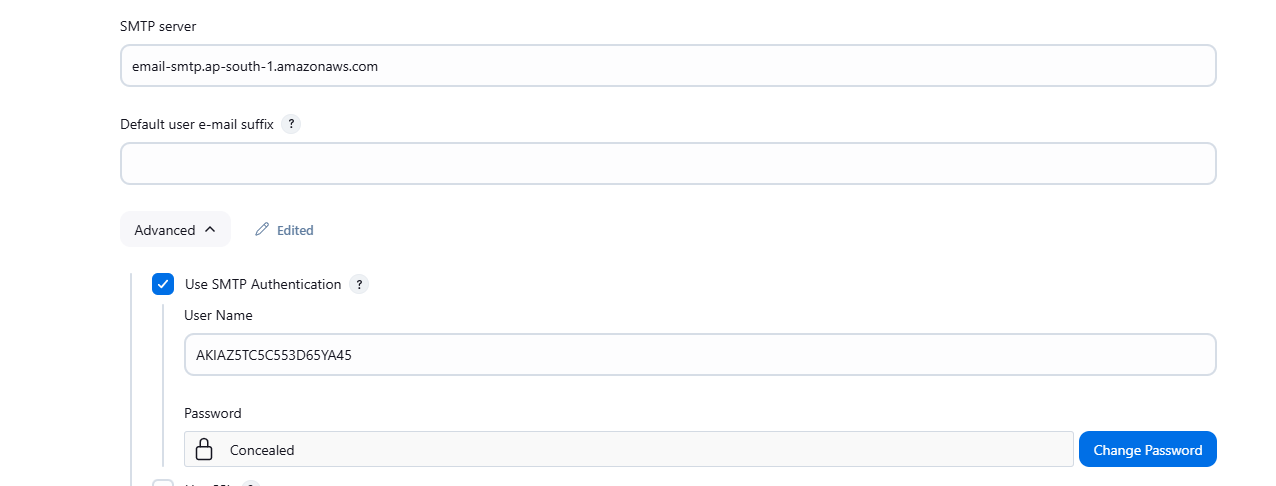 SMTP server
email-smtp.ap-south-1.amazonaws.com
Default user e-mail suffix ?
Advanced Edited
Use SMTP Authentication ?
User Name
AKIAZ5TC5C553D65YA45
Password
Concealed Change Password